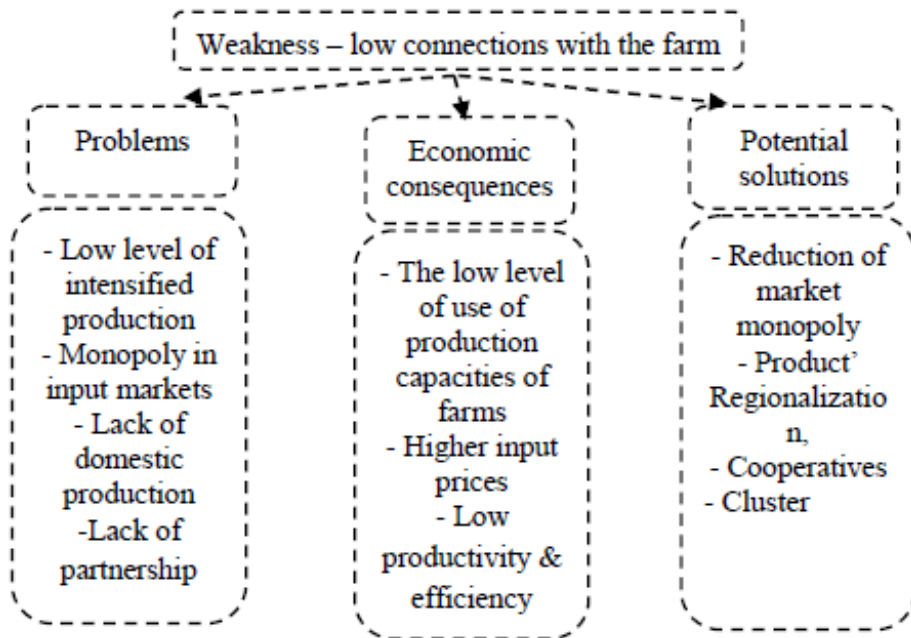 Weakness – low connections with the farm
Problems
- Low level of
intensified
production
- Monopoly in
input markets
- Lack of
domestic
production
-Lack of
partnership
Economic
consequences
- The low level
of use of
production
capacities of
farms
- Higher input
prices
- Low
productivity &
efficiency
Potential
solutions
- Reduction of
market
monopoly
- Product’
Regionalizatio
n,
- Cooperatives
- Cluster